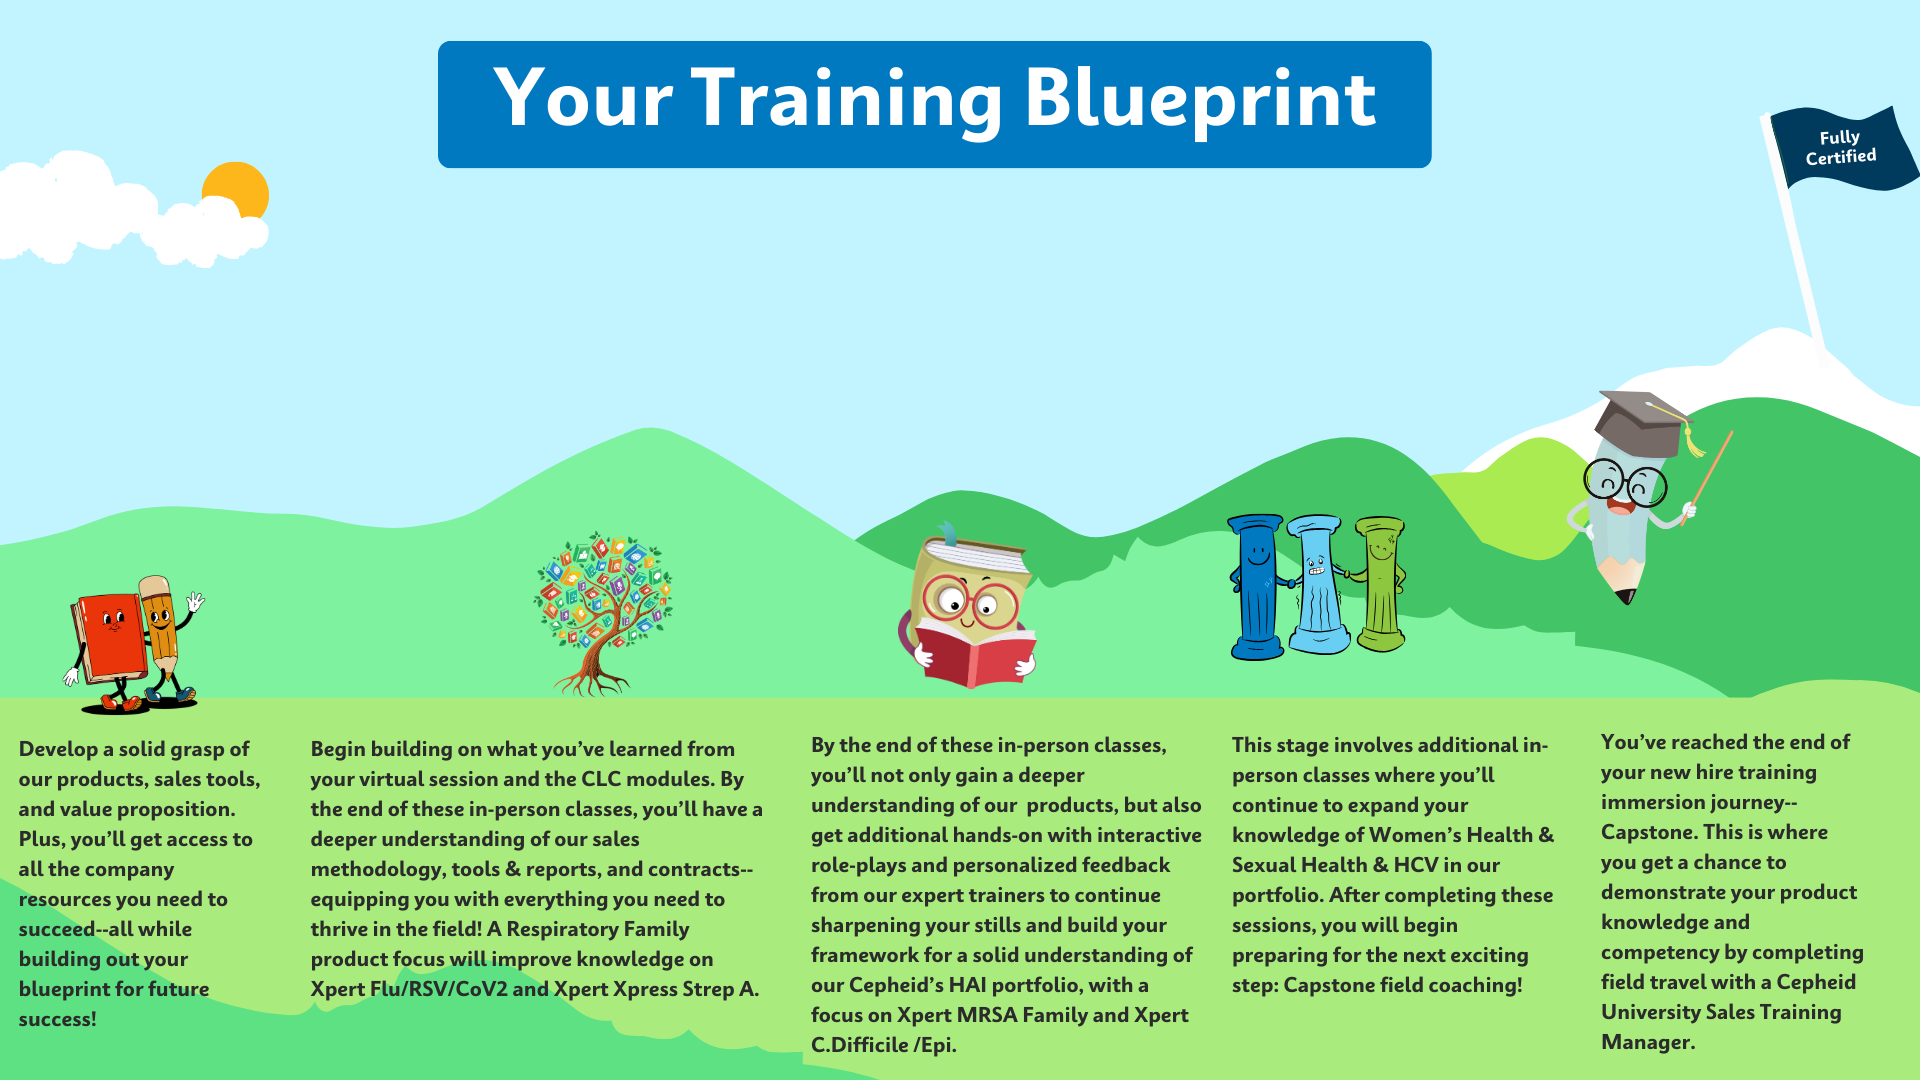 Your Training Blueprint
Fully
Certified
Develop a solid grasp of
our products, sales tools,
and value proposition.
Plus, you’ll get access to
all the company
resources you need to
succeed--all while
building out your
blueprint for future
success!
Begin building on what you’ve learned from
your virtual session and the CLC modules. By
the end of these in-person classes, you’ll have a
deeper understanding of our sales
methodology, tools & reports, and contracts--
equipping you with everything you need to
thrive in the field! A Respiratory Family
product focus will improve knowledge on
Xpert Flu/RSV/CoV2 and Xpert Xpress Strep A.
By the end of these in-person classes,
you’ll not only gain a deeper
understanding of our  products, but also
get additional hands-on with interactive
role-plays and personalized feedback
from our expert trainers to continue
sharpening your stills and build your
framework for a solid understanding of
our Cepheid’s HAI portfolio, with a
focus on Xpert MRSA Family and Xpert
C.Difficile /Epi.
This stage involves additional in-
person classes where you’ll
continue to expand your
knowledge of Women’s Health &
Sexual Health & HCV in our
portfolio. After completing these
sessions, you will begin
preparing for the next exciting
step: Capstone field coaching!
You’ve reached the end of
your new hire training
immersion journey--
Capstone. This is where
you get a chance to
demonstrate your product
knowledge and
competency by completing
field travel with a Cepheid
University Sales Training
Manager.